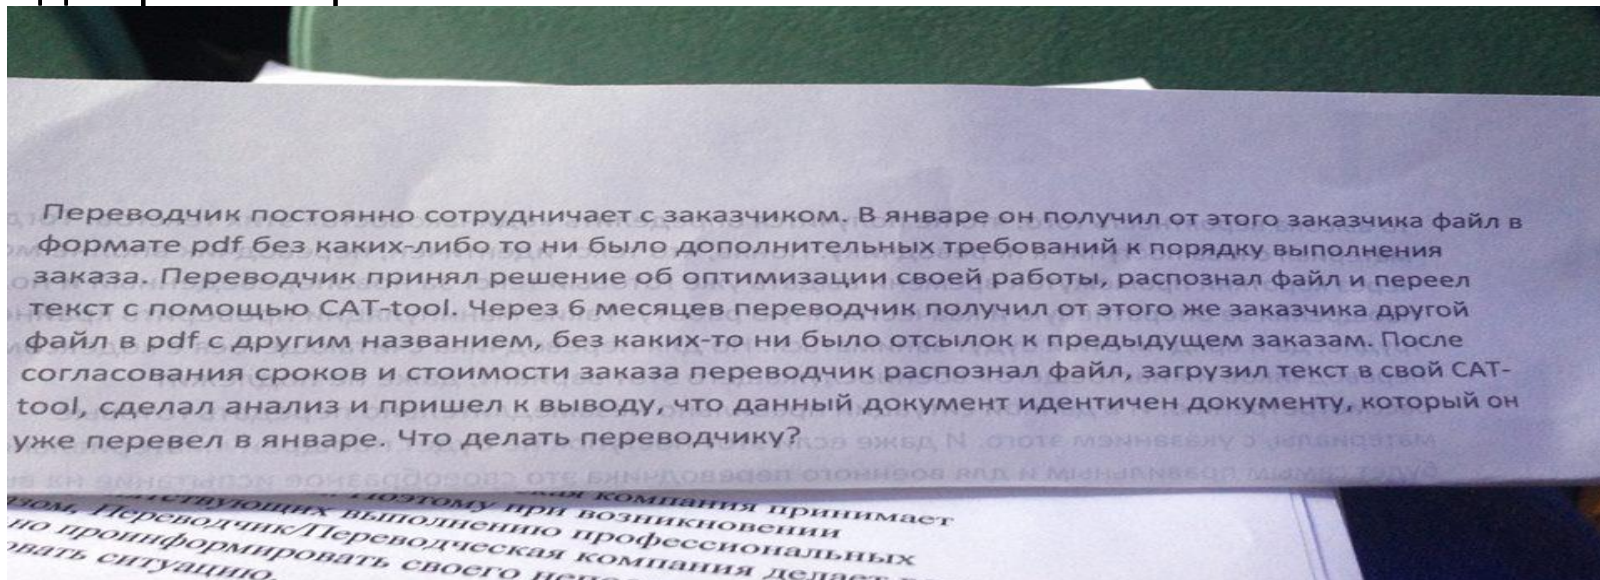 Переводчик постоянно сотрудничает с заказчиком. В январе он получил от этого заказчика файл в
формате pdf без каких-либо то ни было дополнительных требований к порядку выполнения
заказа. Переводчик принял решение об оптимизации своей работы, распознал файл и переел
текст с помощью CAT-tool. Через 6 месяцев переводчик получил от этого же заказчика другой
файл в pdf с другим названием, без каких-то ни было отсылок к предыдущем заказам. После
согласования сроков и стоимости заказа переводчик распознал файл, загрузил текст в свой CAT-
tool, сделал анализ и пришел к выводу, что данный документ идентичен документу, который он
уже перевел в январе. Что делать переводчику?
компания принимает
выполнению при возникновении
Переводчик/Переводческая профессиональных
но проинформировать своего компания делает
ситуацию.